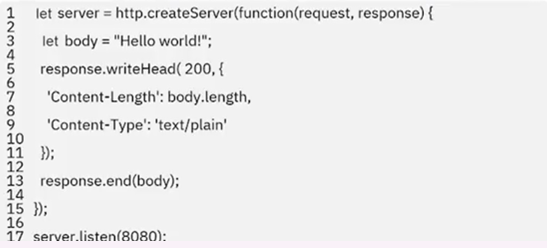 1 let server = http.createServer(function(request, response) {
2
3 let body = "Hello world!";
4
5 response.writeHead( 200, {
6
7 'Content-Length': body.length,
8
9 'Content-Type': 'text/plain'
10
11 });
12
13 response.end(body);
14
15 });
16
17 server.listen(8080);